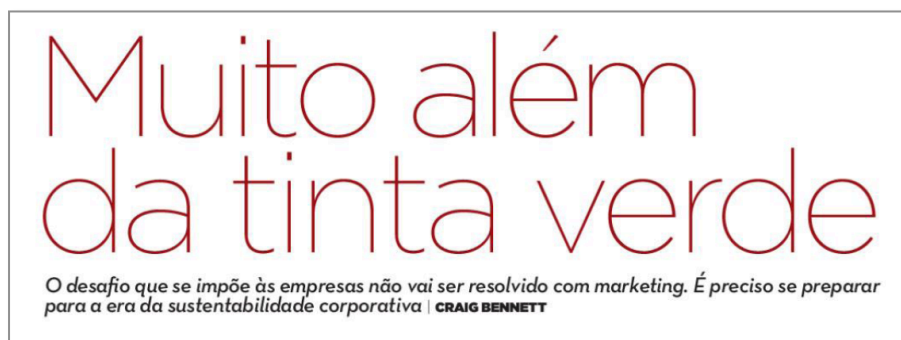 Muito além
da tinta verde
O desafio que se impõe às empresas não vai ser resolvido com marketing. É preciso se preparar
para a era da sustentabilidade corporativa | CRAIG BENNETT